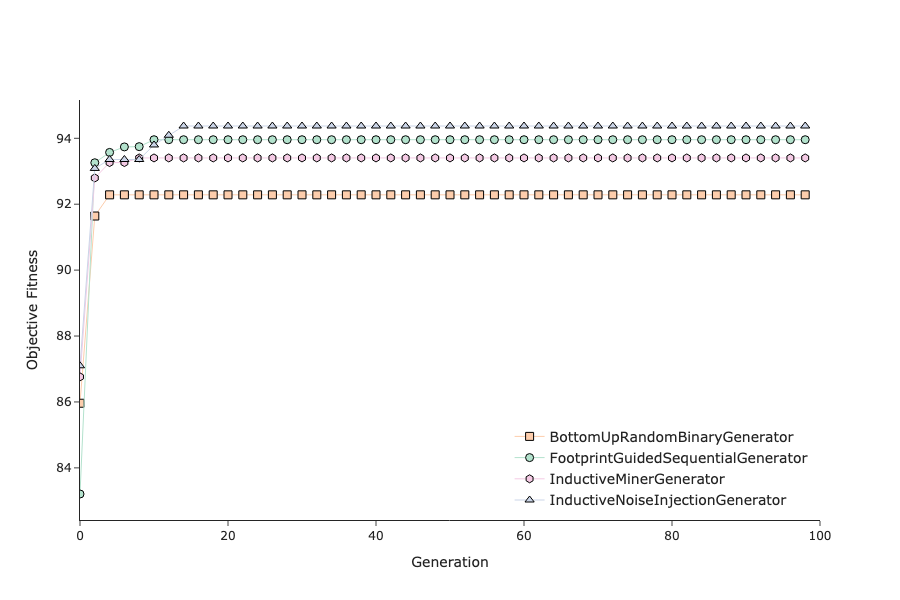 94
92
90
88
86
84
0 20 40 60 80 100
Objective Fitness
Generation
BottomUpRandomBinaryGenerator
FootprintGuidedSequentialGenerator
InductiveMinerGenerator
InductiveNoiseInjectionGenerator